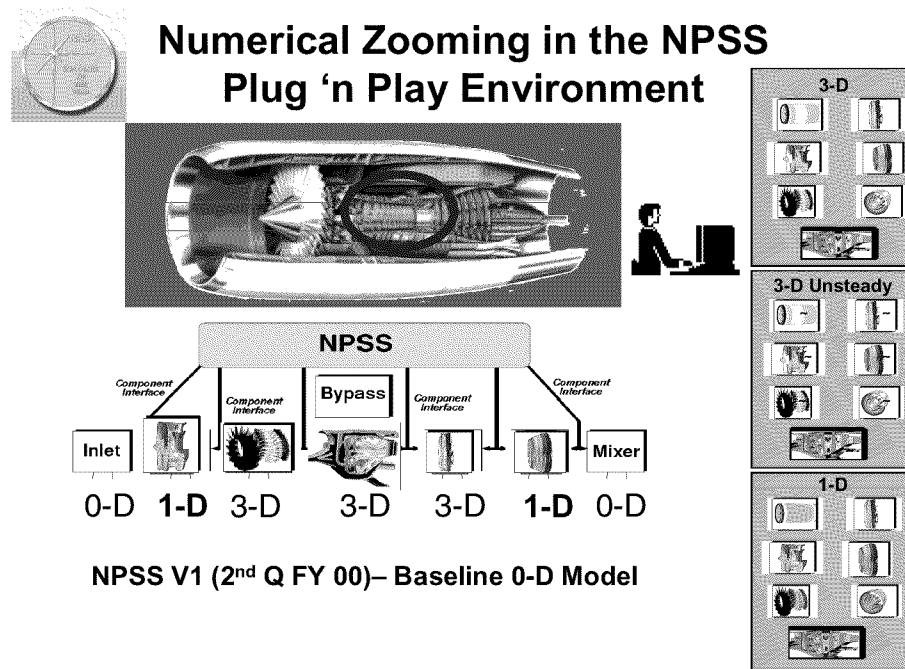 Numerical Zooming in the NPSS
Plug ‘n Play Environment
3-D
3-D Unsteady
1-D
NPSS
Component
Interface
Component
Interface
Bypass
Component
Interface
Component
Interface
Inlet
Mixer
0-D 1-D 3-D 3-D 3-D 1-D 0-D
NPSS V1 (2nd Q FY 00)– Baseline 0-D Model